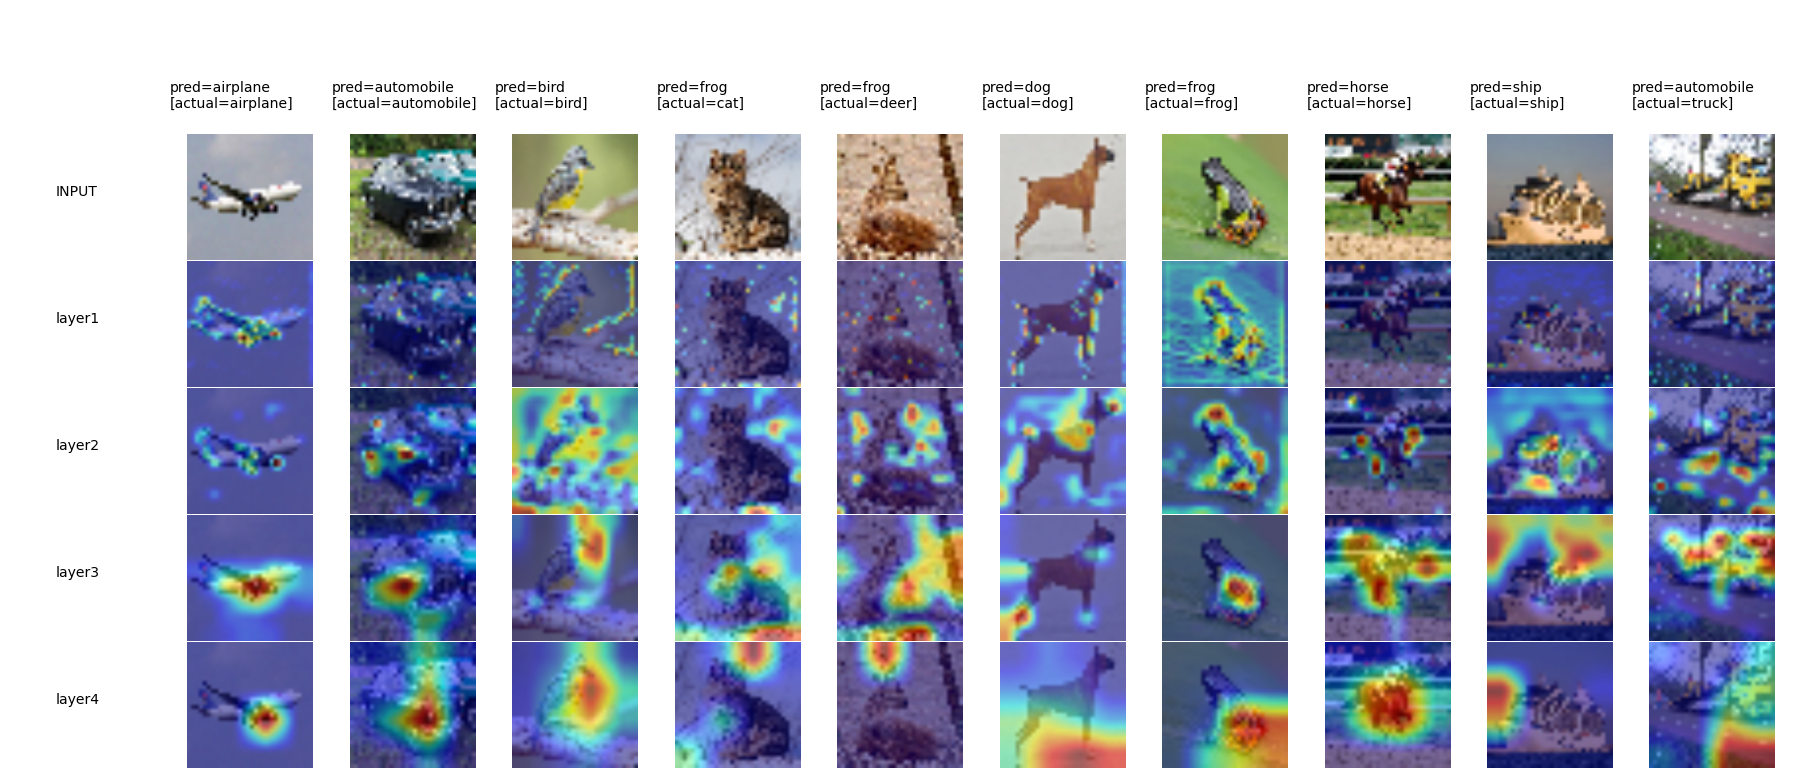 pred=airplane
[actual=airplane]
pred=automobile
[actual=automobile]
pred=bird
[actual=bird]
pred=frog
[actual=cat]
pred=frog
[actual=deer]
pred=dog
[actual=dog]
pred=frog
[actual=frog]
pred=horse
[actual=horse]
pred=ship
[actual=ship]
pred=automobile
[actual=truck]
INPUT
layer1
layer2
layer3
layer4